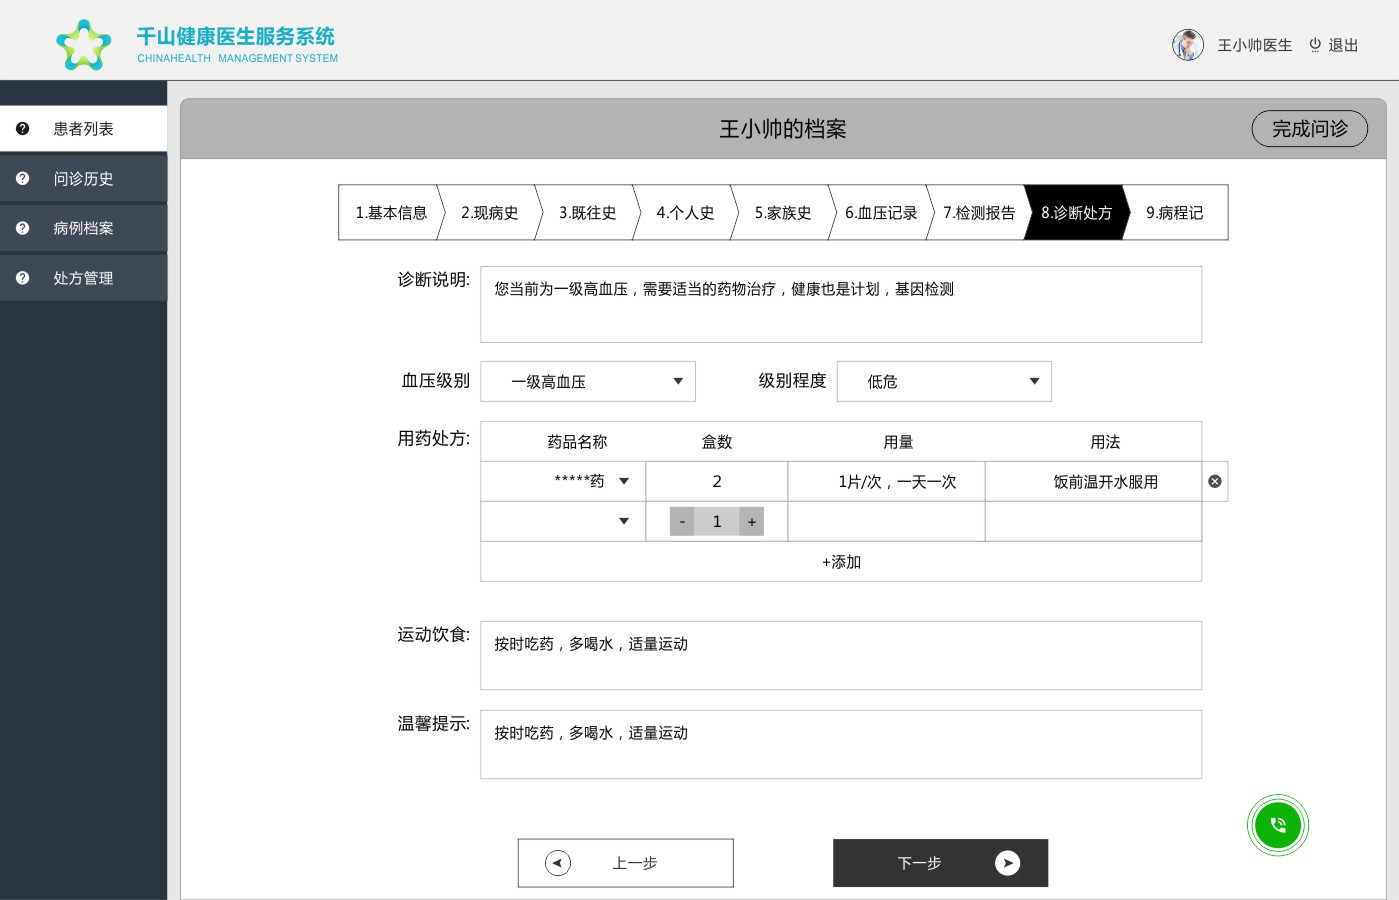 千山健康医生服务系统
CHINAHEALTH MANAGEMENT SYSTEM
王小帅医生 退出
患者列表
问诊历史
病例档案
处方管理
王小帅的档案
完成问诊
1.基本信息 2.现病史 3.既往史 4.个人史 5.家族史 6.血压记录 7.检测报告 8.诊断处方 9.病程记
诊断说明:
您当前为一级高血压，需要适当的药物治疗，健康也是计划，基因检测
血压级别 一级高血压 级别程度 低危
用药处方:
药品名称 盒数 用量 用法
*****药 2 1片/次，一天一次 饭前温开水服用
- 1 +
+添加
运动饮食:
按时吃药，多喝水，适量运动
温馨提示:
按时吃药，多喝水，适量运动
上一步 下一步